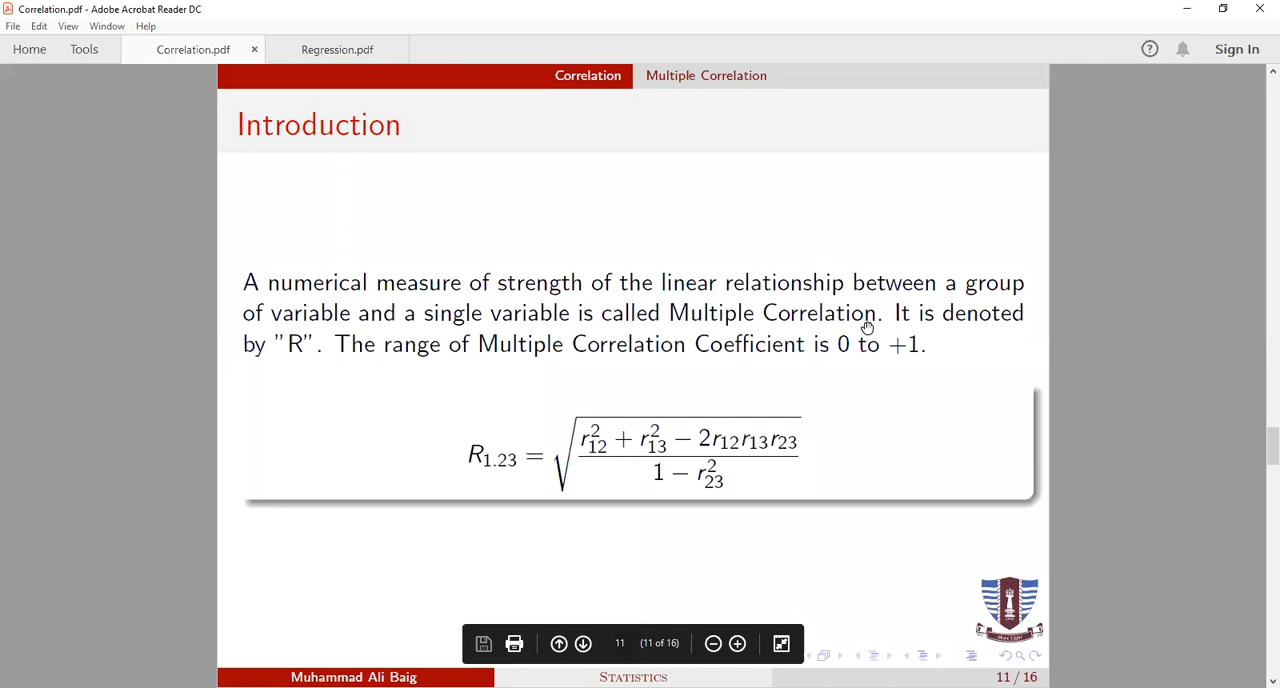 Correlation.pdf - Adobe Acrobat Reader DC
File Edit View Window Help
Home Tools Correlation.pdf × Regression.pdf ? Sign In
Correlation Multiple Correlation
Introduction
A numerical measure of strength of the linear relationship between a group
of variable and a single variable is called Multiple Correlation. It is denoted
by "R". The range of Multiple Correlation Coefficient is 0 to +1.
R₁.₂₃ = √((r₁₂² + r₁₃² − 2r₁₂r₁₃r₂₃) / (1 − r₂₃²))
11 (11 of 16)
Muhammad Ali Baig Statistics 11 / 16